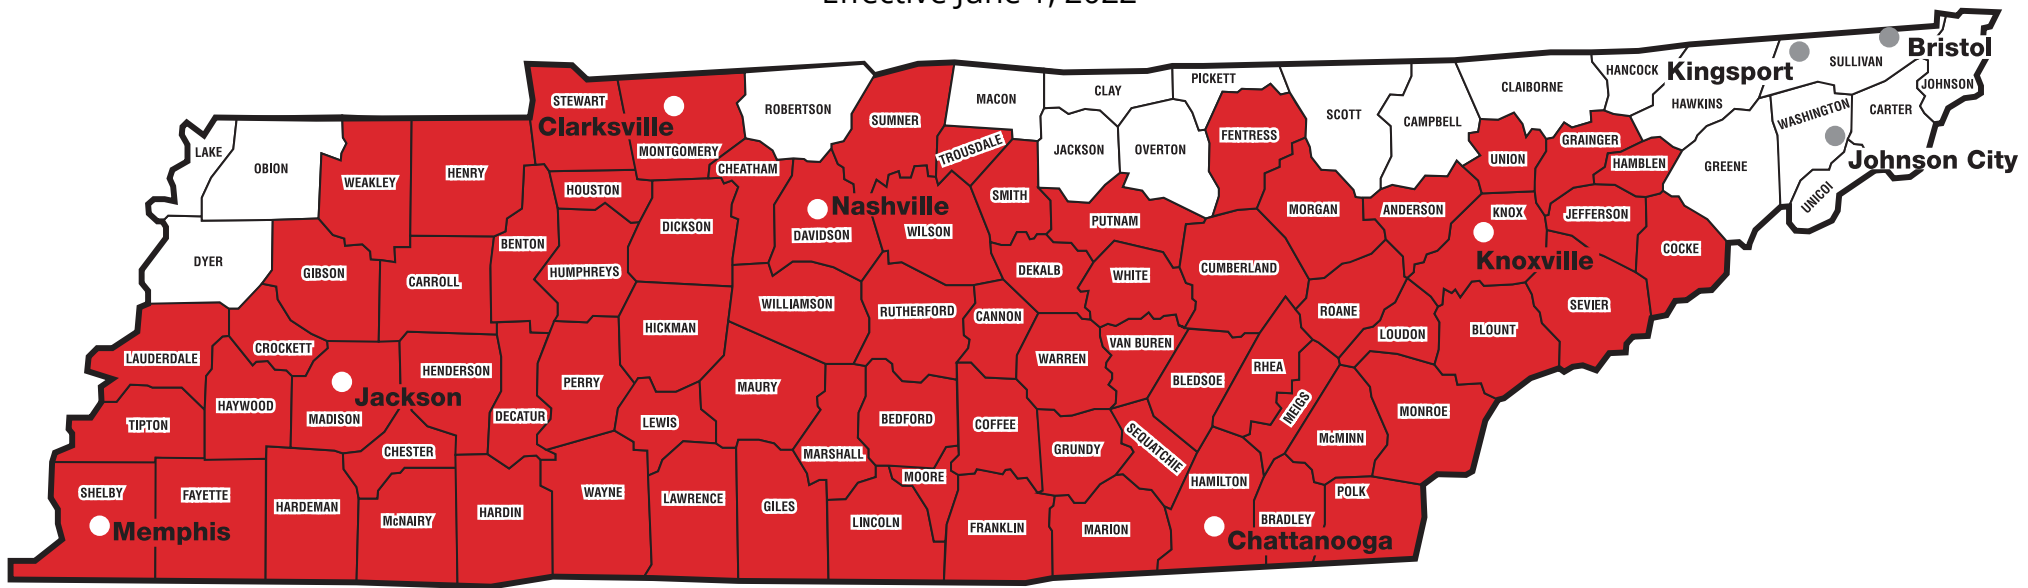 BRISTOL
Kingsport
SULLIVAN
HANCOCK
PICKETT
STEWART
CLAY
CLAIBORNE
JOHNSON
MACON
ROBERTSON
HAWKINS
CARTER
WASHINGTON
SCOTT
CAMPBELL
SUMNER
Clarksville
FENTRESS
GRAINGER
MONTGOMERY
LAKE
TROUSDALE
JACKSON
OVERTON
UNION
HAMBLEN
Johnson City
OBION
CHEATHAM
GREENE
HENRY
WEAKLEY
HOUSTON
SMITH
UNICOI
Nashville
MORGAN
ANDERSON
KNOX
JEFFERSON
PUTNAM
DICKSON
DAVIDSON
WILSON
BENTON
COCKE
DYER
Knoxville
GIBSON
HUMPHREYS
DEKALB
WHITE
CUMBERLAND
CARROLL
WILLIAMSON
RUTHERFORD
CANNON
ROANE
SEVIER
HICKMAN
BLOUNT
LOUDON
VAN BUREN
CROCKETT
LAUDERDALE
WARREN
RHEA
HENDERSON
PERRY
MAURY
BLEDSOE
Jackson
HAYWOOD
MEIGS
MONROE
DECATUR
MADISON
BEDFORD
LEWIS
COFFEE
TIPTON
McMINN
CHESTER
MARSHALL
GRUNDY
SEQUATCHIE
MOORE
HAMILTON
SHELBY
FAYETTE
WAYNE
POLK
LAWRENCE
HARDEMAN
GILES
HARDIN
McNAIRY
BRADLEY
LINCOLN
FRANKLIN
MARION
Memphis
Chattanooga